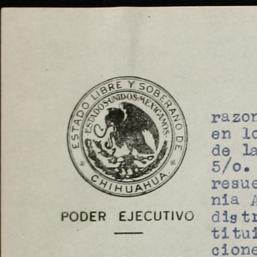 ESTADO LIBRE Y SOBERANO DE
ESTADOS UNIDOS MEXICANOS
CHIHUAHUA.
PODER EJECUTIVO
razon
en lo
de la
5/o.
resue
nia A
distr
titui
cione